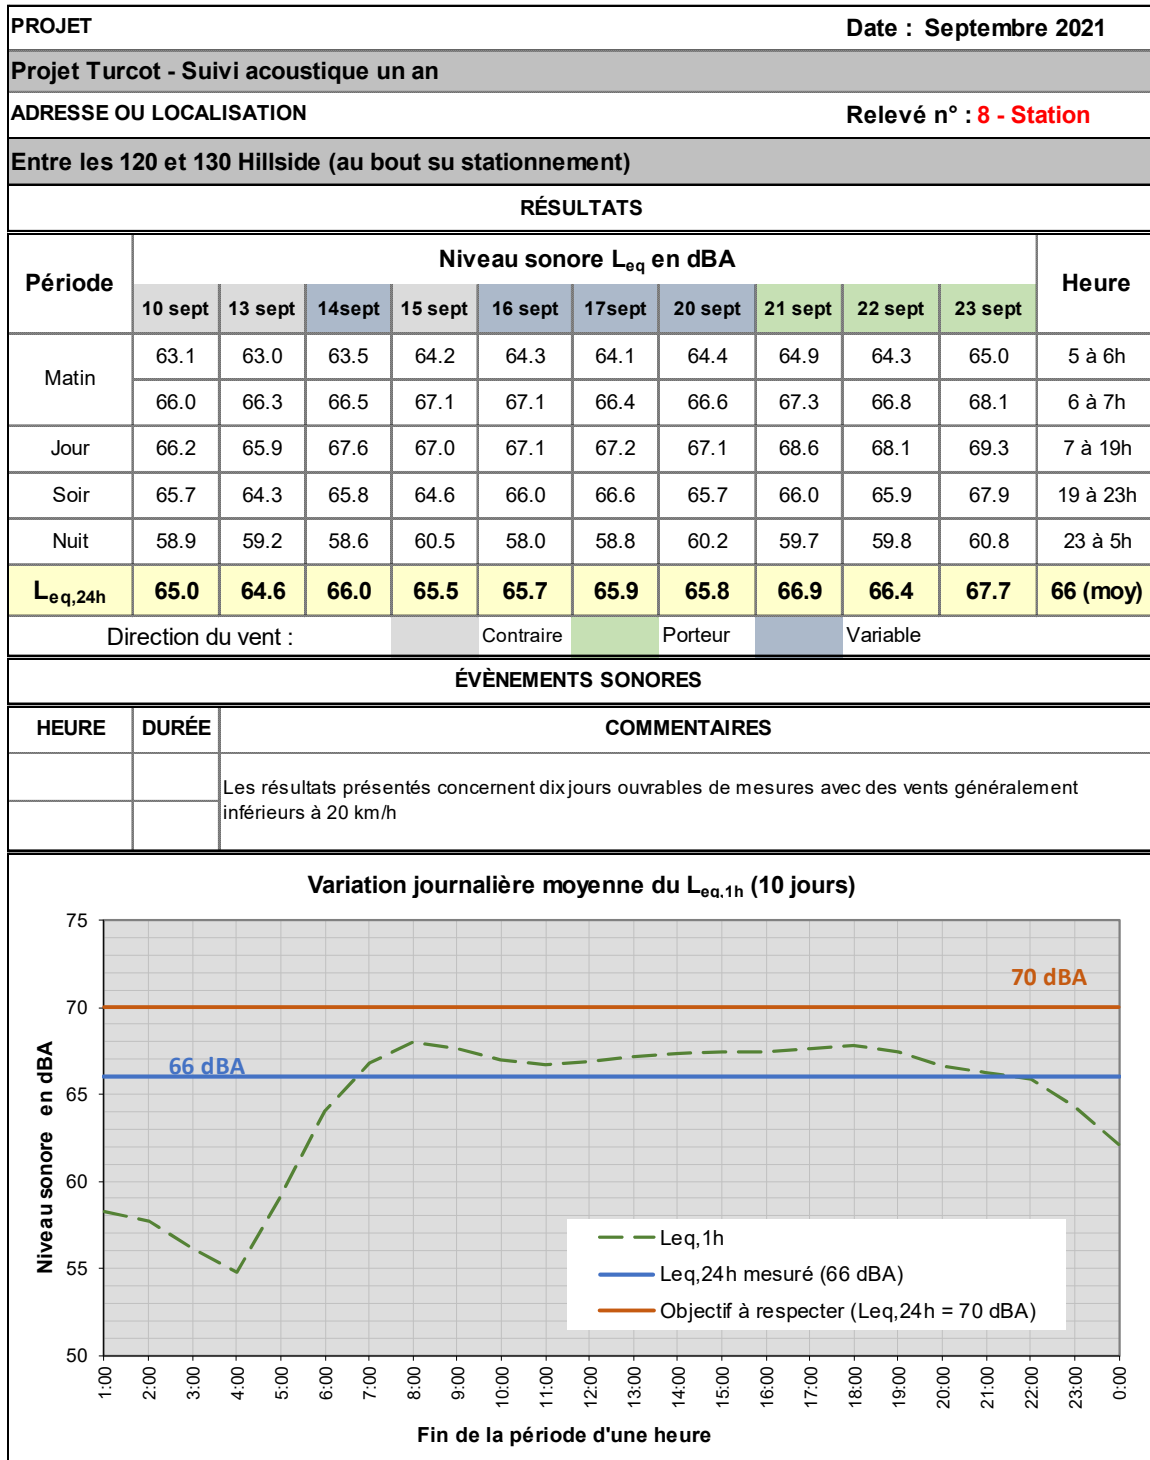 PROJET Date : Septembre 2021
Projet Turcot - Suivi acoustique un an
ADRESSE OU LOCALISATION Relevé n° : 8 - Station
Entre les 120 et 130 Hillside (au bout su stationnement)
RÉSULTATS
Période Niveau sonore Leq en dBA Heure
10 sept 13 sept 14sept 15 sept 16 sept 17sept 20 sept 21 sept 22 sept 23 sept
Matin 63.1 63.0 63.5 64.2 64.3 64.1 64.4 64.9 64.3 65.0 5 à 6h
66.0 66.3 66.5 67.1 67.1 66.4 66.6 67.3 66.8 68.1 6 à 7h
Jour 66.2 65.9 67.6 67.0 67.1 67.2 67.1 68.6 68.1 69.3 7 à 19h
Soir 65.7 64.3 65.8 64.6 66.0 66.6 65.7 66.0 65.9 67.9 19 à 23h
Nuit 58.9 59.2 58.6 60.5 58.0 58.8 60.2 59.7 59.8 60.8 23 à 5h
Leq,24h 65.0 64.6 66.0 65.5 65.7 65.9 65.8 66.9 66.4 67.7 66 (moy)
Direction du vent : Contraire Porteur Variable
ÉVÈNEMENTS SONORES
HEURE DURÉE COMMENTAIRES
Les résultats présentés concernent dix jours ouvrables de mesures avec des vents généralement
inférieurs à 20 km/h
Variation journalière moyenne du Leq,1h (10 jours)
Niveau sonore en dBA
75
70
65
60
55
50
70 dBA
66 dBA
Leq,1h
Leq,24h mesuré (66 dBA)
Objectif à respecter (Leq,24h = 70 dBA)
1:00 2:00 3:00 4:00 5:00 6:00 7:00 8:00 9:00 10:00 11:00 12:00 13:00 14:00 15:00 16:00 17:00 18:00 19:00 20:00 21:00 22:00 23:00 0:00
Fin de la période d'une heure